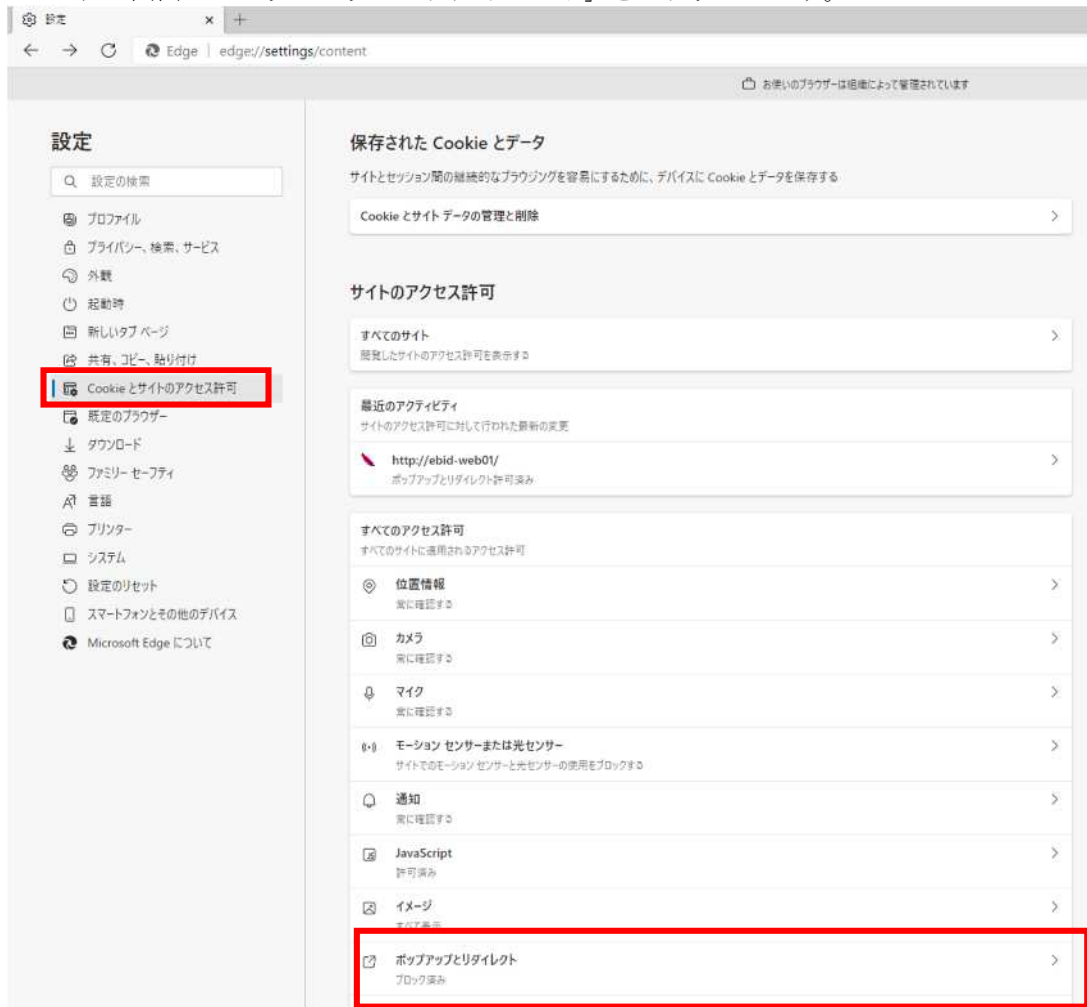 設定
Edge | edge://settings/content
お使いのブラウザーは組織によって管理されています
設定
設定の検索
プロファイル
プライバシー、検索、サービス
外観
起動時
新しいタブ ページ
共有、コピー、貼り付け
Cookie とサイトのアクセス許可
既定のブラウザー
ダウンロード
ファミリー セーフティ
言語
プリンター
システム
設定のリセット
スマートフォンとその他のデバイス
Microsoft Edge について
保存された Cookie とデータ
サイトとセッション間の継続的なブラウジングを容易にするために、デバイスに Cookie とデータを保存する
Cookie とサイト データの管理と削除
サイトのアクセス許可
すべてのサイト
閲覧したサイトのアクセス許可を表示する
最近のアクティビティ
サイトのアクセス許可に対して行われた最新の変更
http://ebid-web01/
ポップアップとリダイレクト許可済み
すべてのアクセス許可
すべてのサイトに適用されるアクセス許可
位置情報
常に確認する
カメラ
常に確認する
マイク
常に確認する
モーション センサーまたは光センサー
サイトでのモーション センサーと光センサーの使用をブロックする
通知
常に確認する
JavaScript
許可済み
イメージ
すべて表示
ポップアップとリダイレクト
ブロック済み